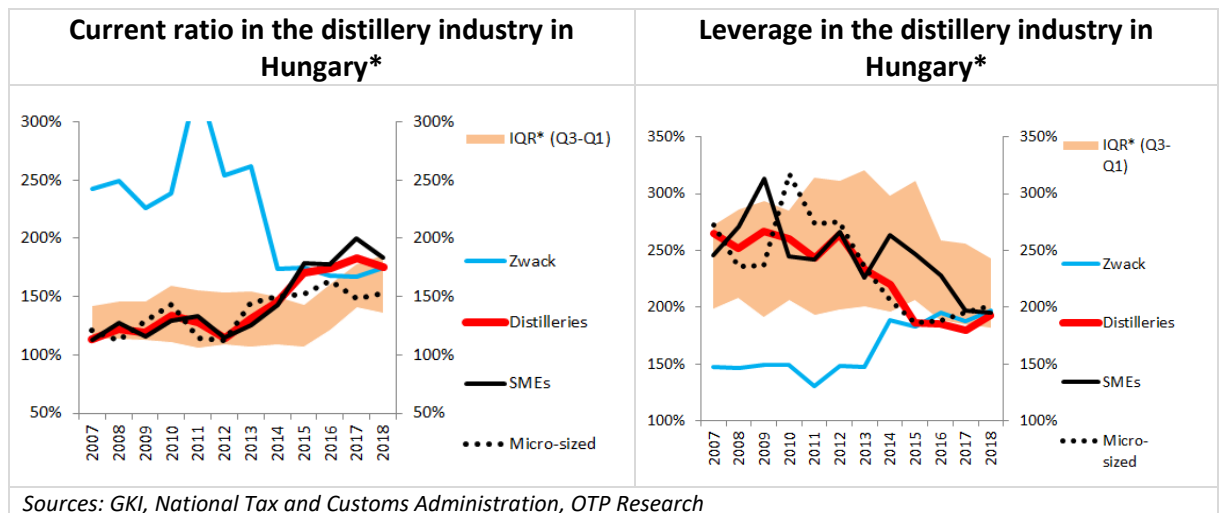 Current ratio in the distillery industry in
Hungary*
300%
250%
200%
150%
100%
50%
300%
250%
200%
150%
100%
50%
2007
2008
2009
2010
2011
2012
2013
2014
2015
2016
2017
2018
IQR* (Q3-Q1)
Zwack
Distilleries
SMEs
Micro-sized
Leverage in the distillery industry in
Hungary*
350%
300%
250%
200%
150%
100%
350%
300%
250%
200%
150%
100%
2007
2008
2009
2010
2011
2012
2013
2014
2015
2016
2017
2018
IQR* (Q3-
Q1)
Zwack
Distilleries
SMEs
Micro-
sized
Sources: GKI, National Tax and Customs Administration, OTP Research